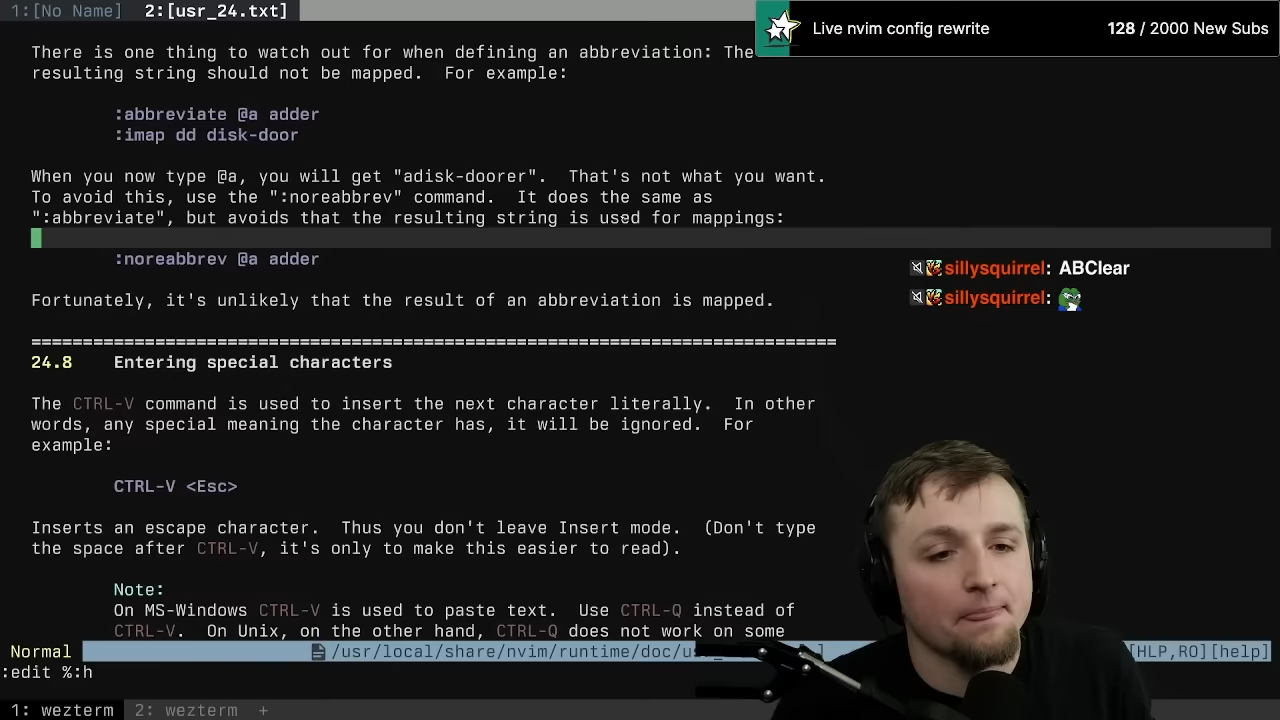 1:[No Name]  2:[usr_24.txt]
Live nvim config rewrite 128 / 2000 New Subs
There is one thing to watch out for when defining an abbreviation: The
resulting string should not be mapped.  For example:
:abbreviate @a adder
:imap dd disk-door
When you now type @a, you will get "adisk-doorer".  That's not what you want.
To avoid this, use the ":noreabbrev" command.  It does the same as
":abbreviate", but avoids that the resulting string is used for mappings:
:noreabbrev @a adder
sillysquirrel: ABClear
sillysquirrel:
Fortunately, it's unlikely that the result of an abbreviation is mapped.
==============================================================================
24.8    Entering special characters
The CTRL-V command is used to insert the next character literally.  In other
words, any special meaning the character has, it will be ignored.  For
example:
CTRL-V <Esc>
Inserts an escape character.  Thus you don't leave Insert mode.  (Don't type
the space after CTRL-V, it's only to make this easier to read).
Note:
On MS-Windows CTRL-V is used to paste text.  Use CTRL-Q instead of
CTRL-V.  On Unix, on the other hand, CTRL-Q does not work on some
Normal /usr/local/share/nvim/runtime/doc/ [HLP,RO][help]
:edit %:h
1: wezterm  2: wezterm  +